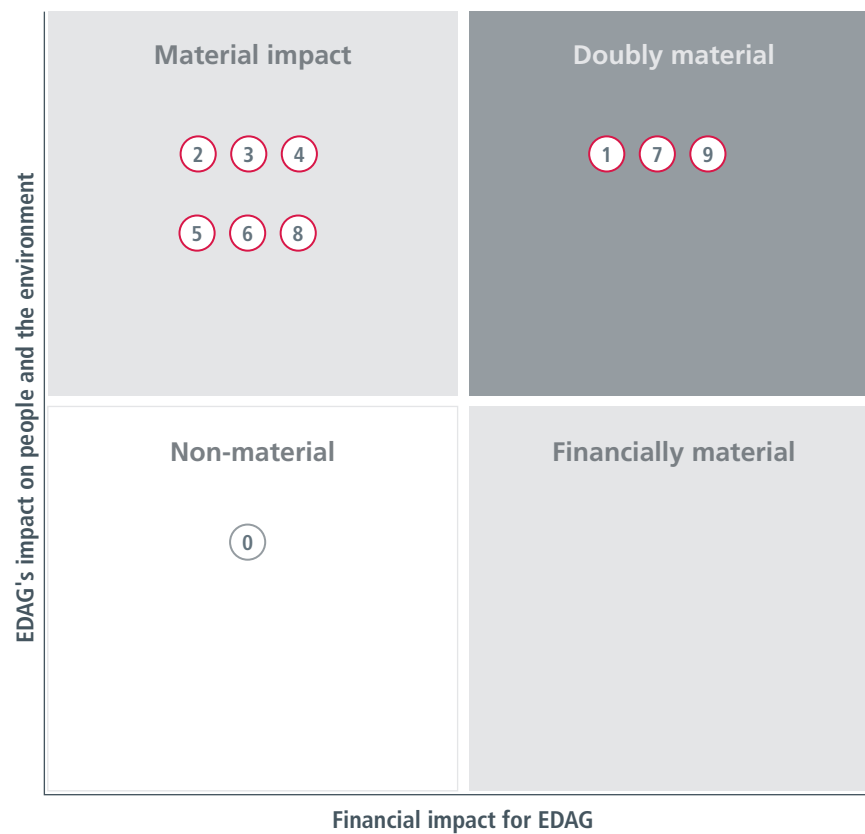 Material impact
Doubly material
2 3 4
1 7 9
5 6 8
Non-material
Financially material
0
EDAG's impact on people and the environment
Financial impact for EDAG